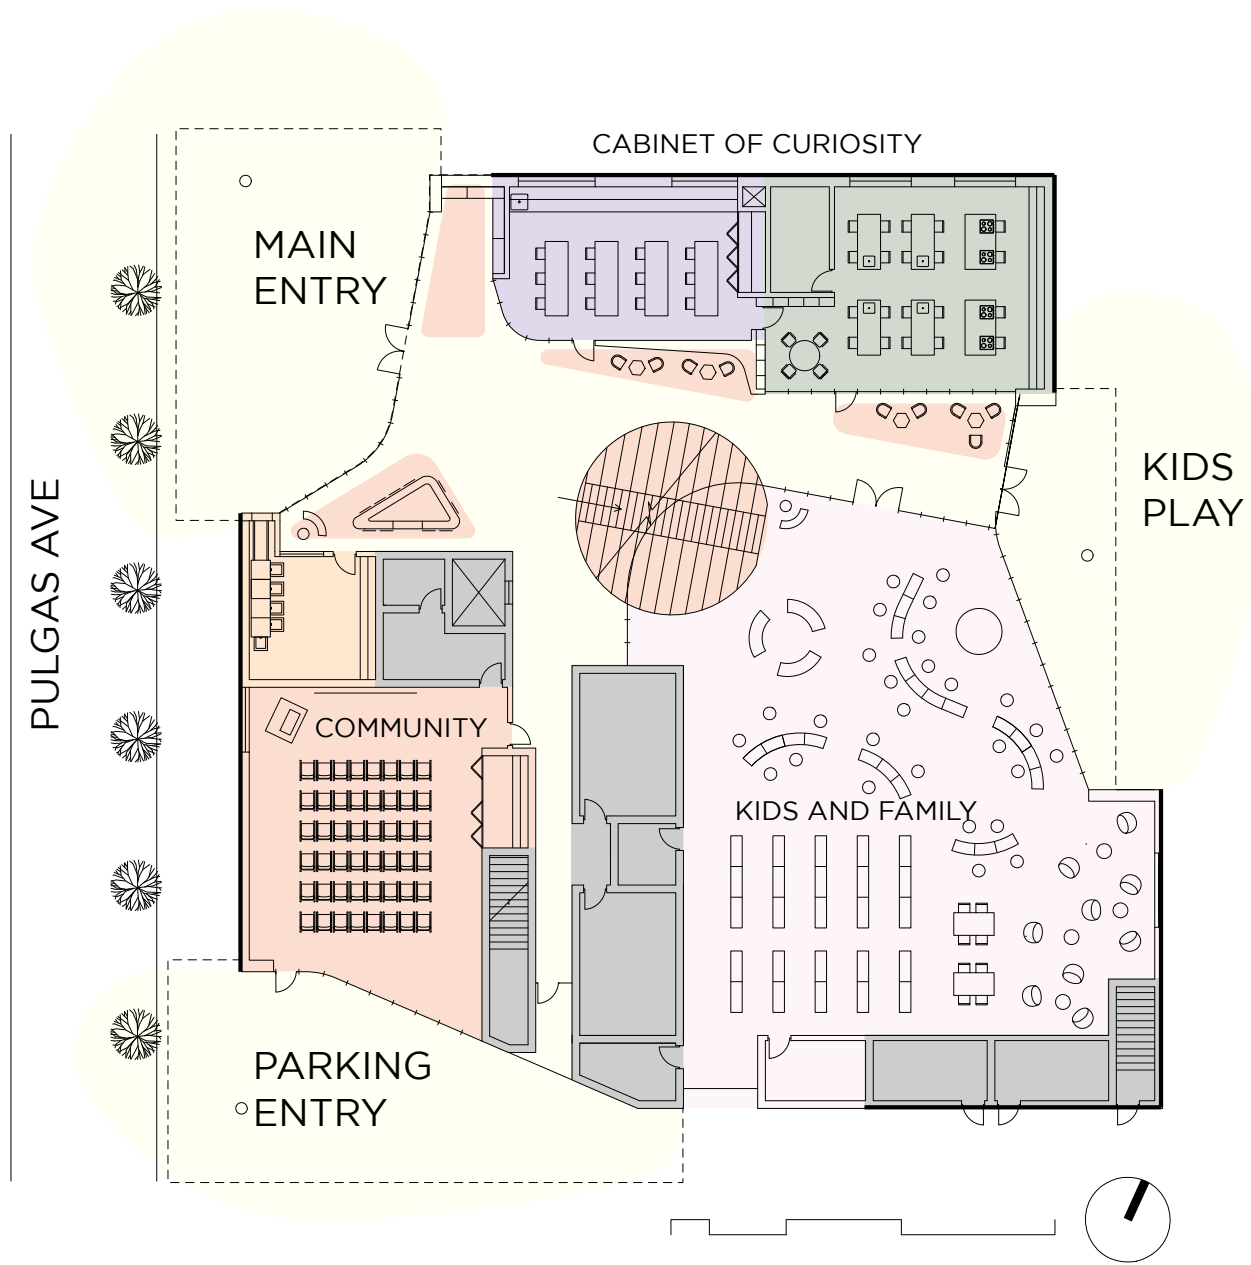 CABINET OF CURIOSITY
MAIN
ENTRY
KIDS
PLAY
PULGAS AVE
COMMUNITY
KIDS AND FAMILY
PARKING
ENTRY